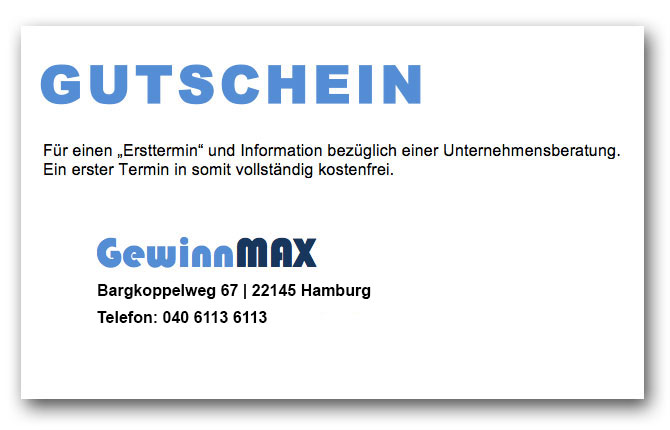 GUTSCHEIN
Für einen „Ersttermin“ und Information bezüglich einer Unternehmensberatung.
Ein erster Termin in somit vollständig kostenfrei.
GewinnMAX
Bargkoppelweg 67 | 22145 Hamburg
Telefon: 040 6113 6113